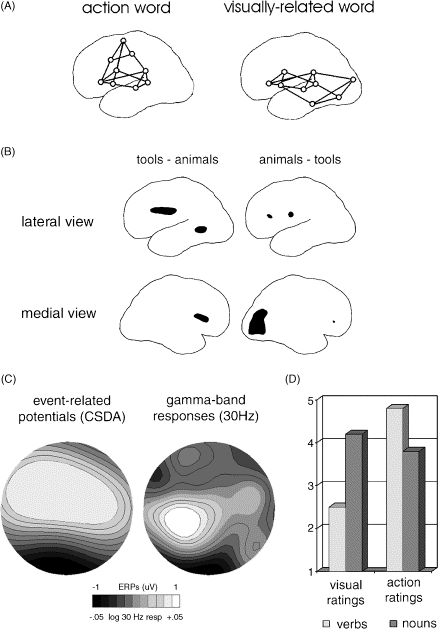 (A)
action word
visually-related word
(B)
tools - animals
animals - tools
lateral view
medial view
(C)
event-related
potentials (CSDA)
gamma-band
responses (30Hz)
-1 ERPs (uV) 1
-.05 log 30 Hz resp +.05
(D)
5
4
3
2
1
visual
ratings
action
ratings
verbs
nouns